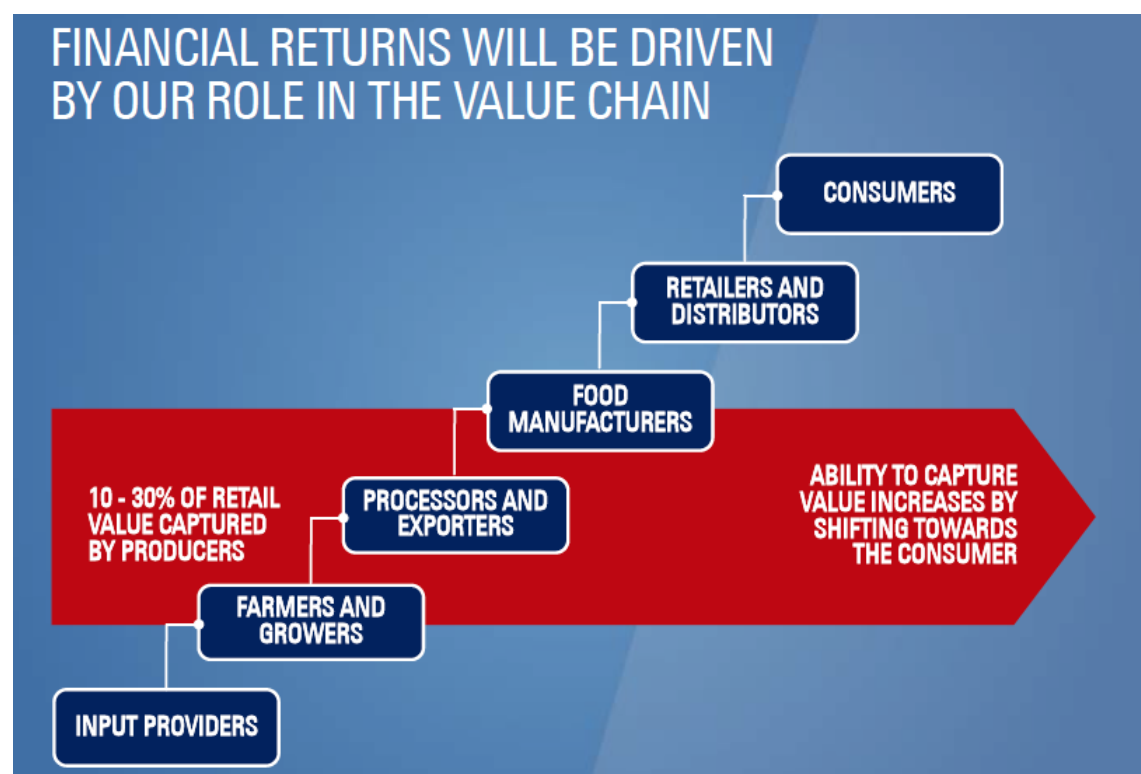 FINANCIAL RETURNS WILL BE DRIVEN
BY OUR ROLE IN THE VALUE CHAIN
CONSUMERS
RETAILERS AND
DISTRIBUTORS
FOOD
MANUFACTURERS
10 - 30% OF RETAIL
VALUE CAPTURED
BY PRODUCERS
PROCESSORS AND
EXPORTERS
ABILITY TO CAPTURE
VALUE INCREASES BY
SHIFTING TOWARDS
THE CONSUMER
FARMERS AND
GROWERS
INPUT PROVIDERS